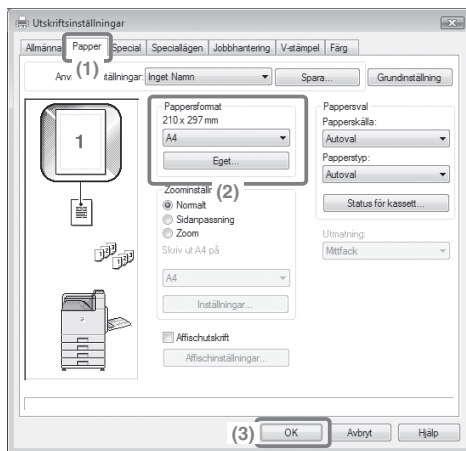 Utskriftsinställningar
Allmänna Papper Special Speciallägen Jobbhantering V-stämpel Färg
(1)
Inget Namn Spara... Grundinställning
Pappersformat
210 x 297 mm
A4
Eget...
(2)
1
Zoominställ
Normalt
Sidanpassning
Zoom
Skriv ut A4 på
A4
Inställningar...
Affischutskrift
Affischinställningar...
Pappersval
Papperskälla:
Autoval
Papperstyp:
Autoval
Status för kassett...
Utmatning:
Mittfack
(3)
OK Avbryt Hjälp